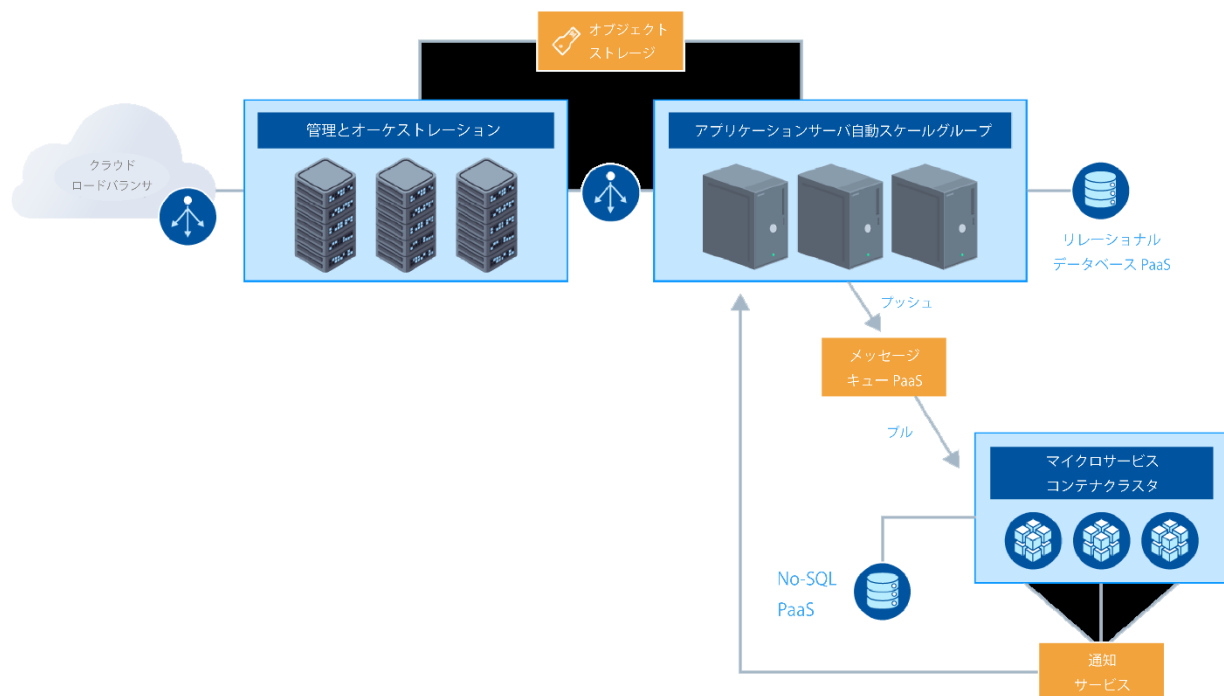 オブジェクト
ストレージ
管理とオーケストレーション
アプリケーションサーバ自動スケールグループ
クラウド
ロードバランサ
リレーショナル
データベース PaaS
プッシュ
メッセージ
キュー PaaS
プル
マイクロサービス
コンテナクラスタ
No-SQL
PaaS
通知
サービス